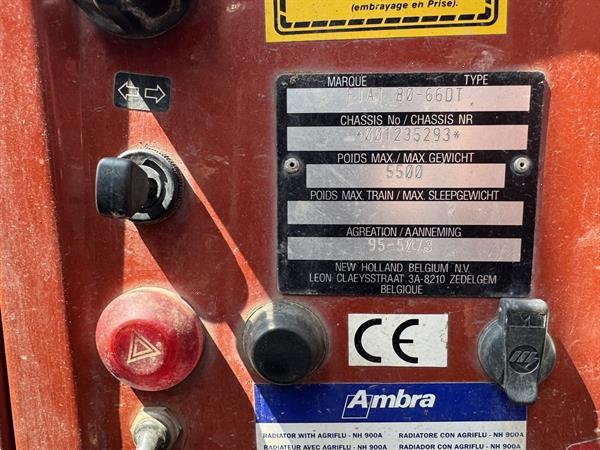 (embrayage en Prise).
MARQUE TYPE
FIAT 80-66DT
CHASSIS No / CHASSIS NR
*001235293*
POIDS MAX. / MAX. GEWICHT
5500
POIDS MAX. TRAIN / MAX. SLEEPGEWICHT
AGREATION / AANNEMING
NEW HOLLAND BELGIUM N.V.
LEON CLAEYSSTRAAT 3A-8210 ZEDELGEM
BELGIQUE
CE
Ambra
RADIATOR WITH AGRIFLU - NH 900A
RADIATORE CON AGRIFLU - NH 900A
RADIATEUR AVEC AGRIFLU - NH 900A
RADIADOR CON AGRIFLU - NH 900A